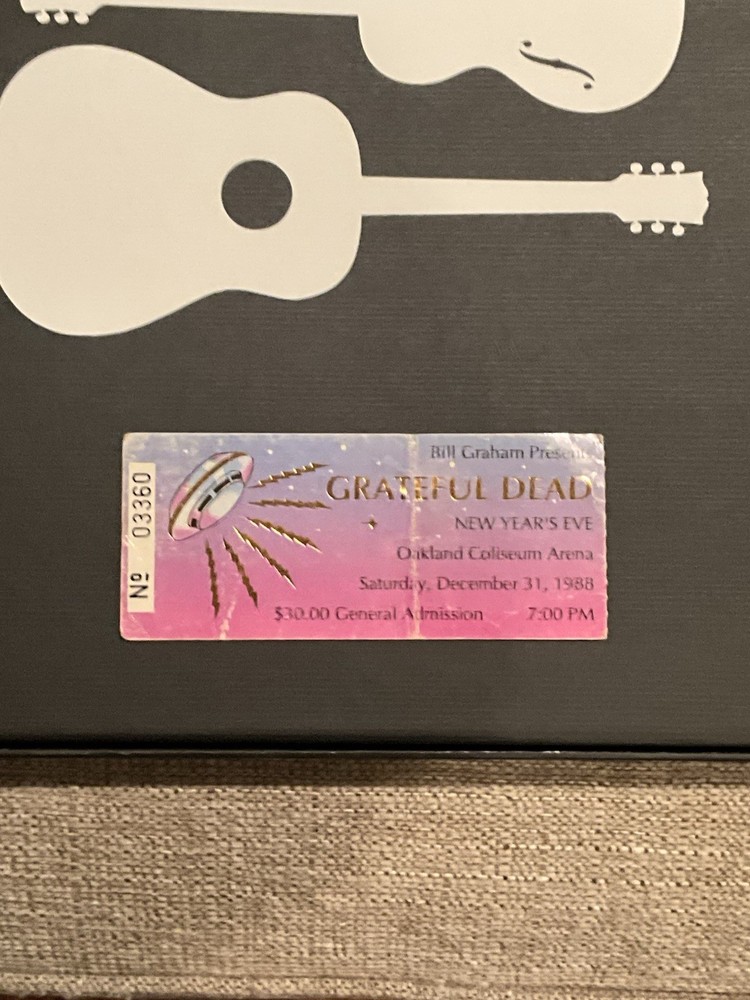 Nº 03360
Bill Graham Presents
GRATEFUL DEAD
NEW YEAR'S EVE
Oakland Coliseum Arena
Saturday, December 31, 1988
$30.00 General Admission 7:00 PM